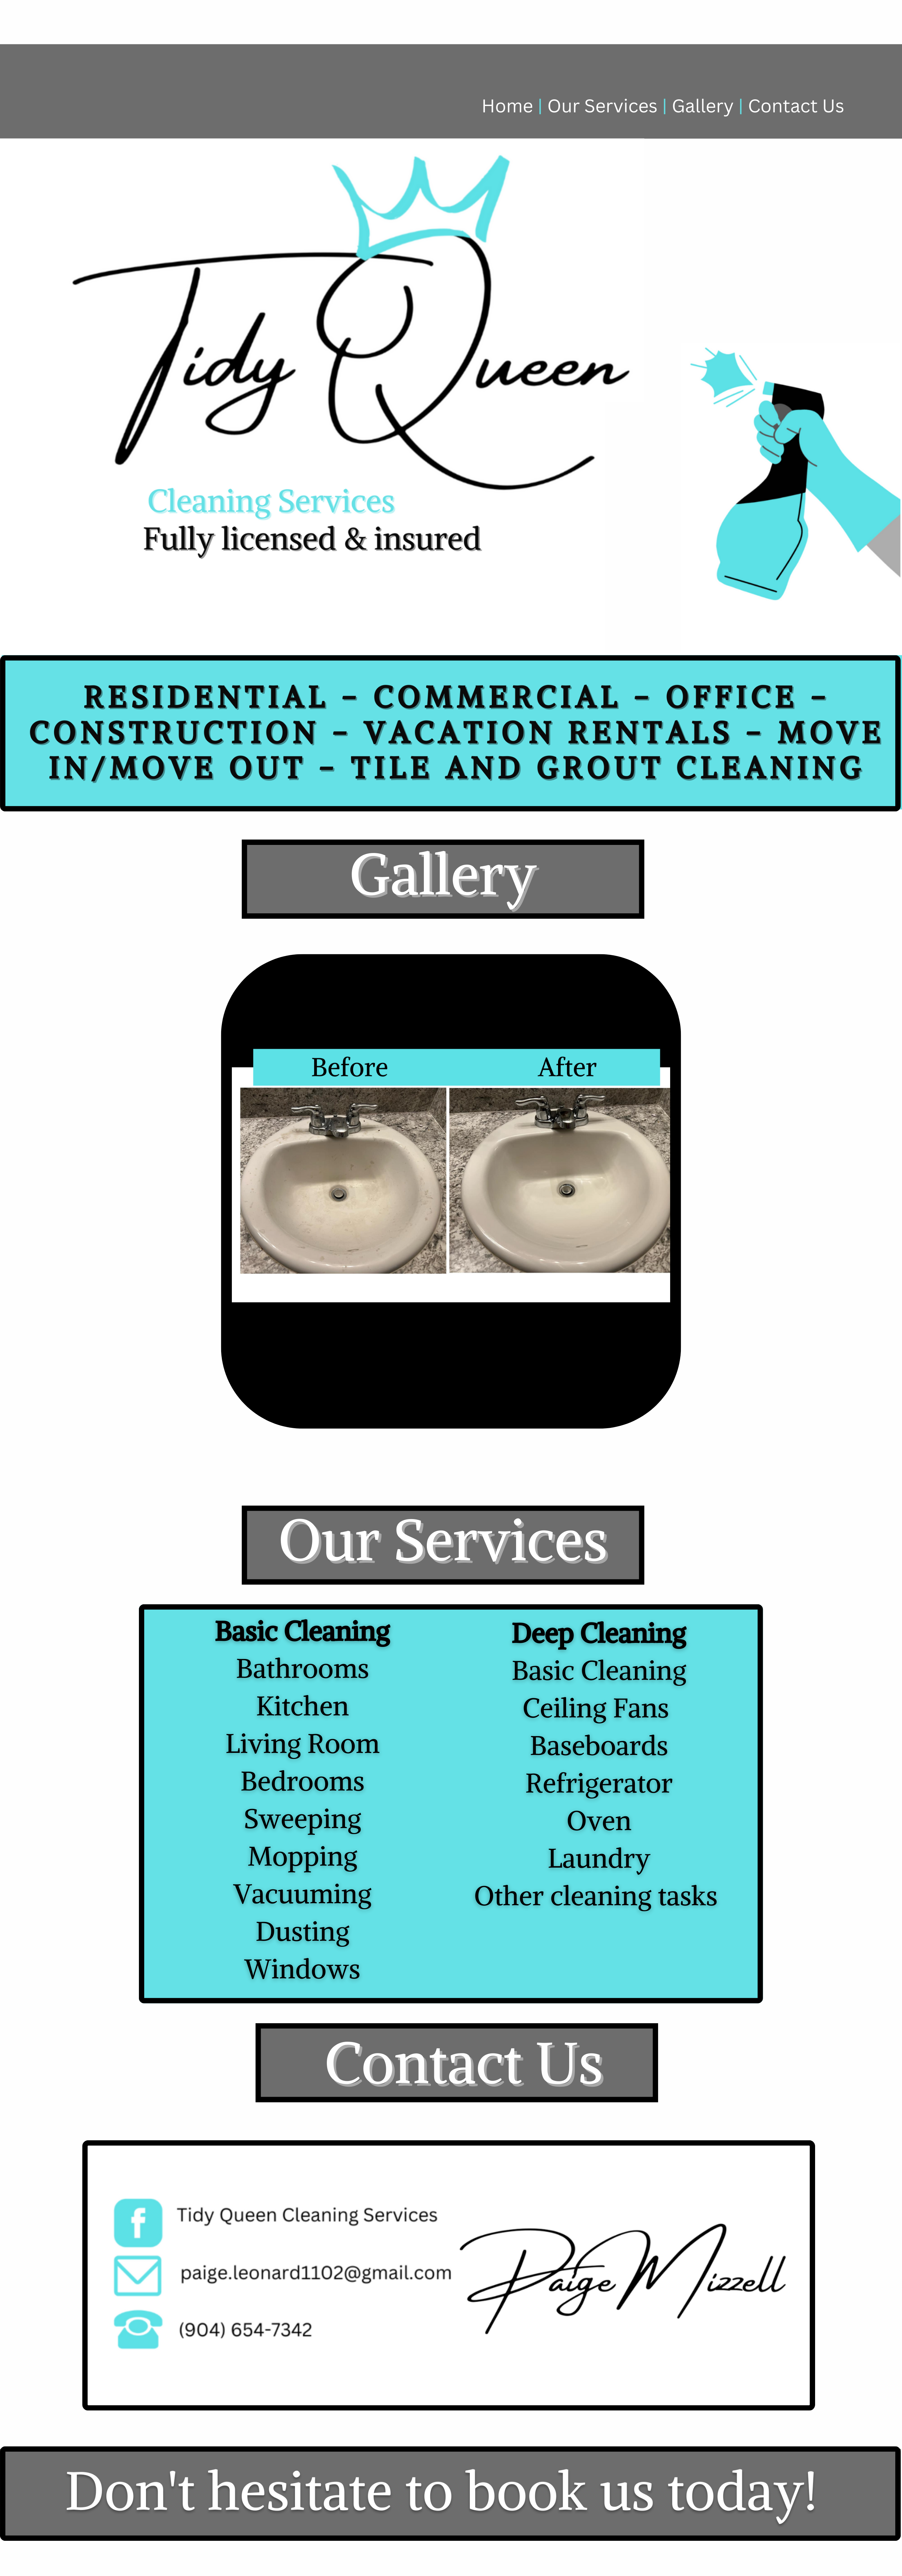 Home | Our Services | Gallery | Contact Us
Tidy Queen
Cleaning Services
Fully licensed & insured
RESIDENTIAL - COMMERCIAL - OFFICE -
CONSTRUCTION - VACATION RENTALS - MOVE
IN/MOVE OUT - TILE AND GROUT CLEANING
Gallery
Before After
Our Services
Basic Cleaning
Bathrooms
Kitchen
Living Room
Bedrooms
Sweeping
Mopping
Vacuuming
Dusting
Windows
Deep Cleaning
Basic Cleaning
Ceiling Fans
Baseboards
Refrigerator
Oven
Laundry
Other cleaning tasks
Contact Us
f
Tidy Queen Cleaning Services
paige.leonard1102@gmail.com
(904) 654-7342
Paige Mizzell
Don't hesitate to book us today!